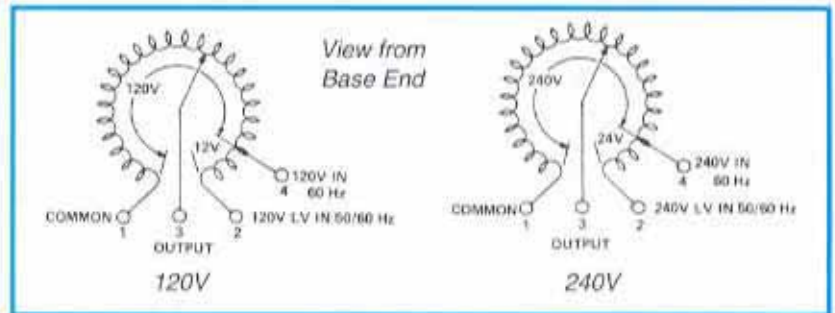 View from
Base End
120V
12V
120V IN
4 60 Hz
COMMON
1
3
2
120V LV IN 50/60 Hz
OUTPUT
120V
240V
24V
240V IN
4 60 Hz
COMMON
1
3
2
240V LV IN 50/60 Hz
OUTPUT
240V